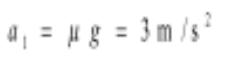 a₁ = μ g = 3 m/s²